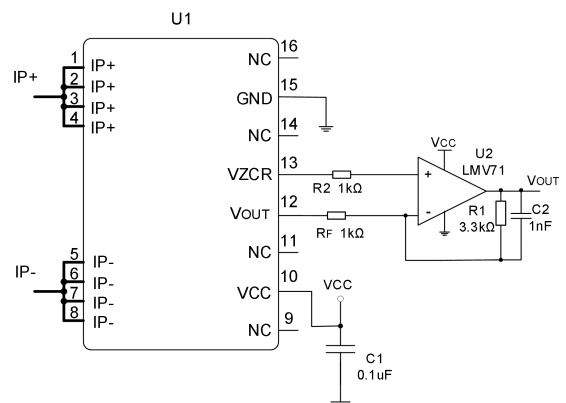 U1
IP+
1 IP+
2 IP+
3 IP+
4 IP+
IP-
5 IP-
6 IP-
7 IP-
8 IP-
NC 16
GND 15
NC 14
VZCR 13
VOUT 12
NC 11
VCC 10
NC 9
R2 1kΩ
RF 1kΩ
VCC
U2
LMV71
+
-
VOUT
R1
3.3kΩ
C2
1nF
VCC
C1
0.1uF